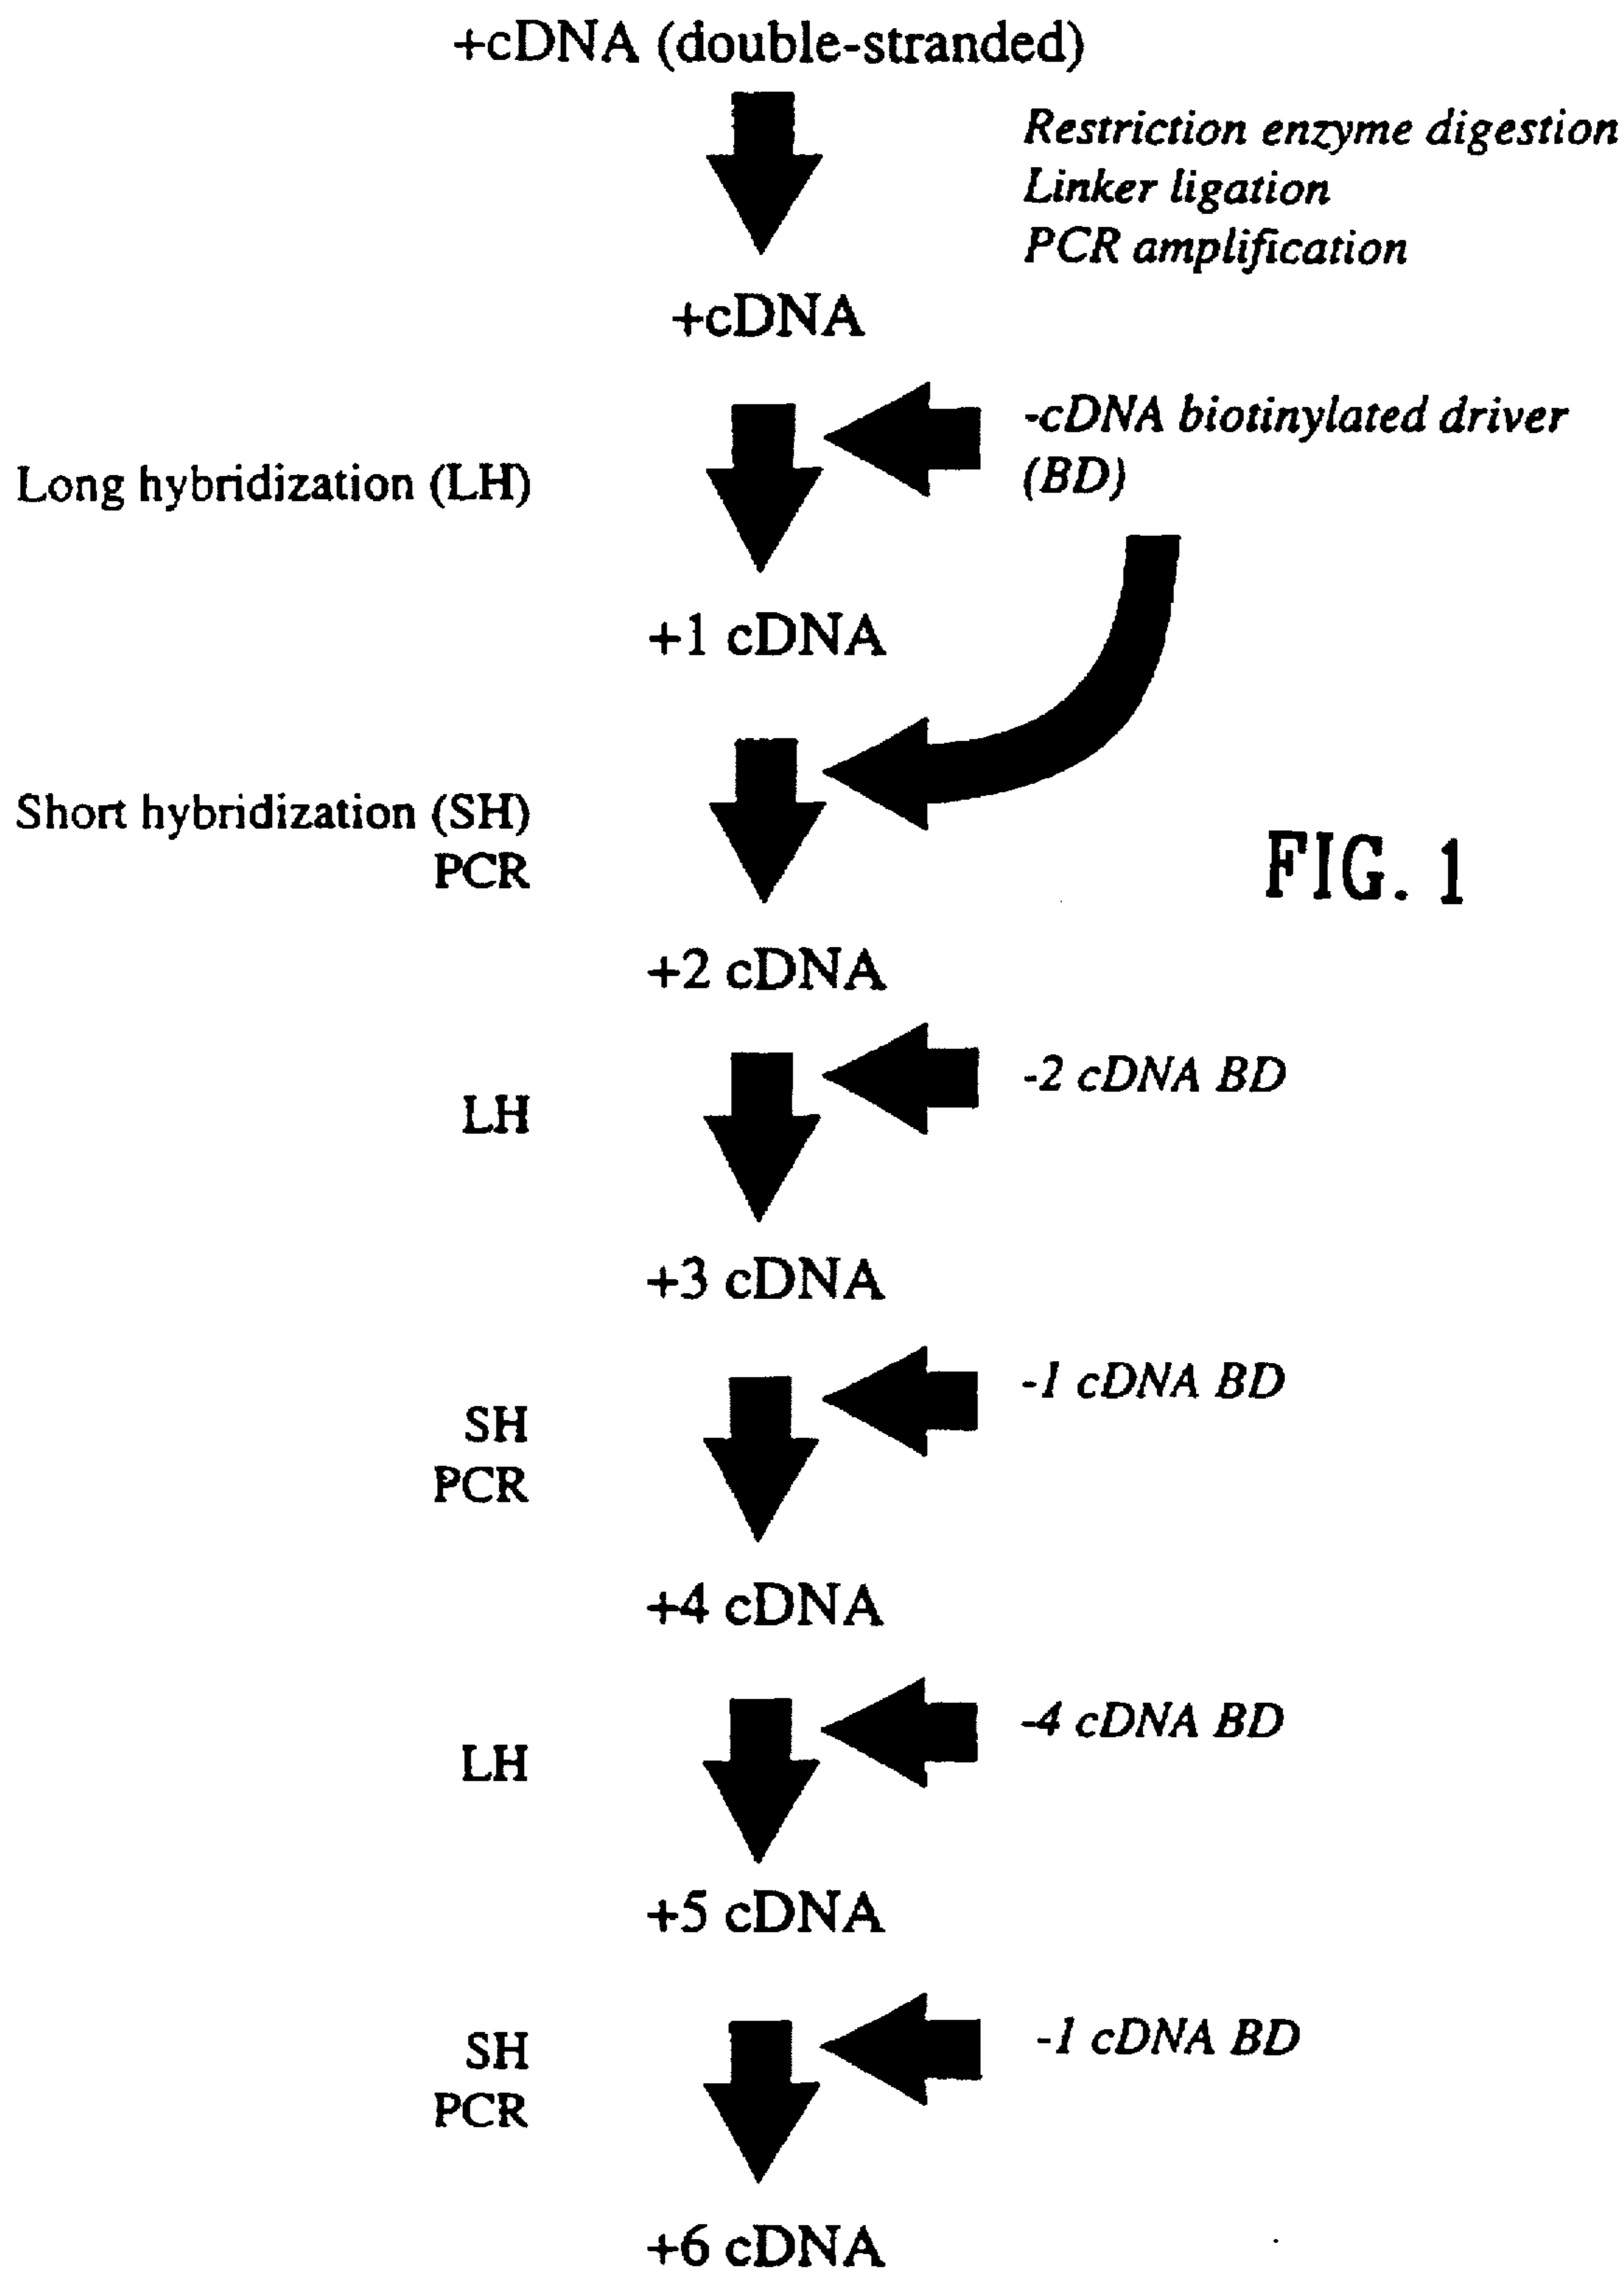 +cDNA (double-stranded)
Restriction enzyme digestion
Linker ligation
PCR amplification
+cDNA
-cDNA biotinylated driver
(BD)
Long hybridization (LH)
+1 cDNA
Short hybridization (SH)
PCR
FIG. 1
+2 cDNA
-2 cDNA BD
LH
+3 cDNA
-1 cDNA BD
SH
PCR
+4 cDNA
-4 cDNA BD
LH
+5 cDNA
-1 cDNA BD
SH
PCR
+6 cDNA